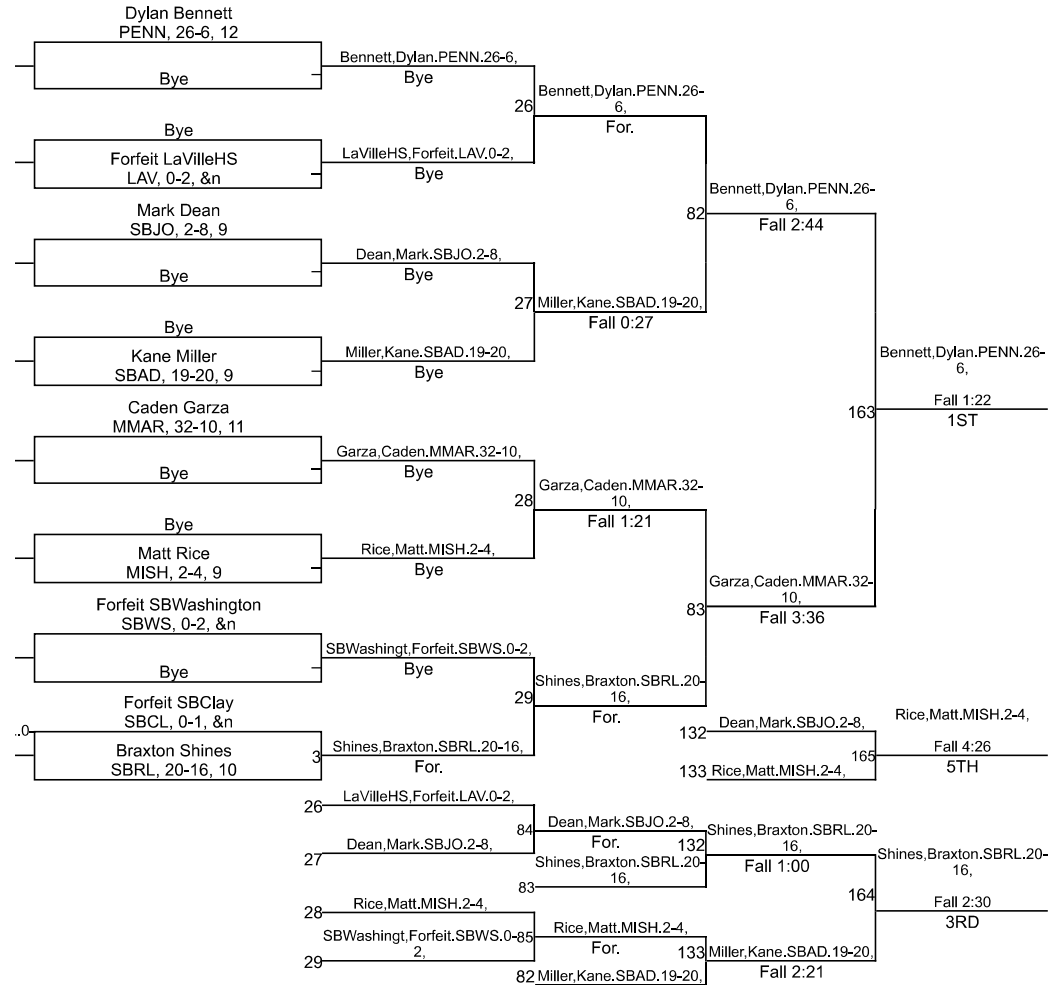 Dylan Bennett
PENN, 26-6, 12
Bye
Bennett,Dylan.PENN.26-6,
Bye
26
Bennett,Dylan.PENN.26-
6,
For.
Bye
Forfeit LaVilleHS
LAV, 0-2, &n
LaVilleHS,Forfeit.LAV.0-2,
Bye
82
Bennett,Dylan.PENN.26-
6,
Fall 2:44
Mark Dean
SBJO, 2-8, 9
Bye
Dean,Mark.SBJO.2-8,
Bye
27
Miller,Kane.SBAD.19-20,
Fall 0:27
Bye
Kane Miller
SBAD, 19-20, 9
Miller,Kane.SBAD.19-20,
Bye
163
Bennett,Dylan.PENN.26-
6,
Fall 1:22
1ST
Caden Garza
MMAR, 32-10, 11
Bye
Garza,Caden.MMAR.32-10,
Bye
28
Garza,Caden.MMAR.32-
10,
Fall 1:21
Bye
Matt Rice
MISH, 2-4, 9
Rice,Matt.MISH.2-4,
Bye
83
Garza,Caden.MMAR.32-
10,
Fall 3:36
Forfeit SBWashington
SBWS, 0-2, &n
Bye
SBWashingt,Forfeit.SBWS.0-2,
Bye
29
Shines,Braxton.SBRL.20-
16,
For.
Forfeit SBClay
SBCL, 0-1, &n
.0
Braxton Shines
SBRL, 20-16, 10
3
Shines,Braxton.SBRL.20-16,
For.
132
Dean,Mark.SBJO.2-8,
133
Rice,Matt.MISH.2-4,
165
Rice,Matt.MISH.2-4,
Fall 4:26
5TH
26
LaVilleHS,Forfeit.LAV.0-2,
27
Dean,Mark.SBJO.2-8,
84
Dean,Mark.SBJO.2-8,
For.
83
Shines,Braxton.SBRL.20-
16,
132
Shines,Braxton.SBRL.20-
16,
Fall 1:00
28
Rice,Matt.MISH.2-4,
29
SBWashingt,Forfeit.SBWS.0-
2,
85
Rice,Matt.MISH.2-4,
For.
82
Miller,Kane.SBAD.19-20,
133
Miller,Kane.SBAD.19-20,
Fall 2:21
164
Shines,Braxton.SBRL.20-
16,
Fall 2:30
3RD